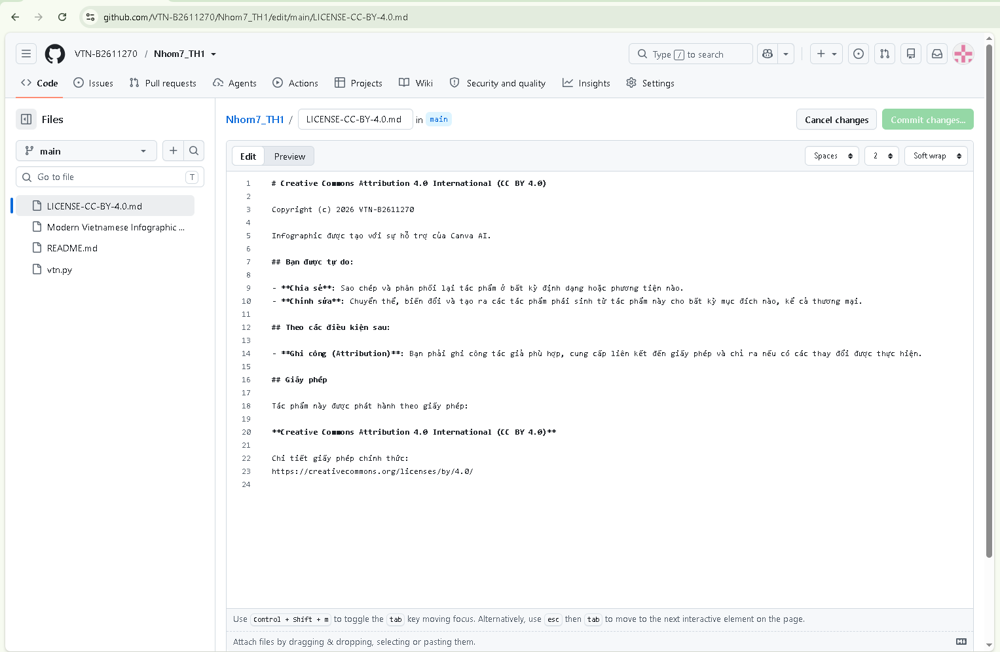 github.com/VTN-B2611270/Nhom7_TH1/edit/main/LICENSE-CC-BY-4.0.md
VTN-B2611270 / Nhom7_TH1
Type / to search
Code
Issues
Pull requests
Agents
Actions
Projects
Wiki
Security and quality
Insights
Settings
Files
main
Go to file
T
LICENSE-CC-BY-4.0.md
Modern Vietnamese Infographic ...
README.md
vtn.py
Nhom7_TH1 / LICENSE-CC-BY-4.0.md in main
Cancel changes
Commit changes...
Edit
Preview
Spaces
2
Soft wrap
1 # Creative Commons Attribution 4.0 International (CC BY 4.0)
2
3 Copyright (c) 2026 VTN-B2611270
4
5 Infographic được tạo với sự hỗ trợ của Canva AI.
6
7 ## Bạn được tự do:
8
9 - **Chia sẻ**: Sao chép và phân phối lại tác phẩm ở bất kỳ định dạng hoặc phương tiện nào.
10 - **Chỉnh sửa**: Chuyển thể, biến đổi và tạo ra các tác phẩm phái sinh từ tác phẩm này cho bất kỳ mục đích nào, kể cả thương mại.
11
12 ## Theo các điều kiện sau:
13
14 - **Ghi công (Attribution)**: Bạn phải ghi công tác giả phù hợp, cung cấp liên kết đến giấy phép và chỉ ra nếu có các thay đổi được thực hiện.
15
16 ## Giấy phép
17
18 Tác phẩm này được phát hành theo giấy phép:
19
20 **Creative Commons Attribution 4.0 International (CC BY 4.0)**
21
22 Chi tiết giấy phép chính thức:
23 https://creativecommons.org/licenses/by/4.0/
24
Use Control + Shift + m to toggle the tab key moving focus. Alternatively, use esc then tab to move to the next interactive element on the page.
Attach files by dragging & dropping, selecting or pasting them.